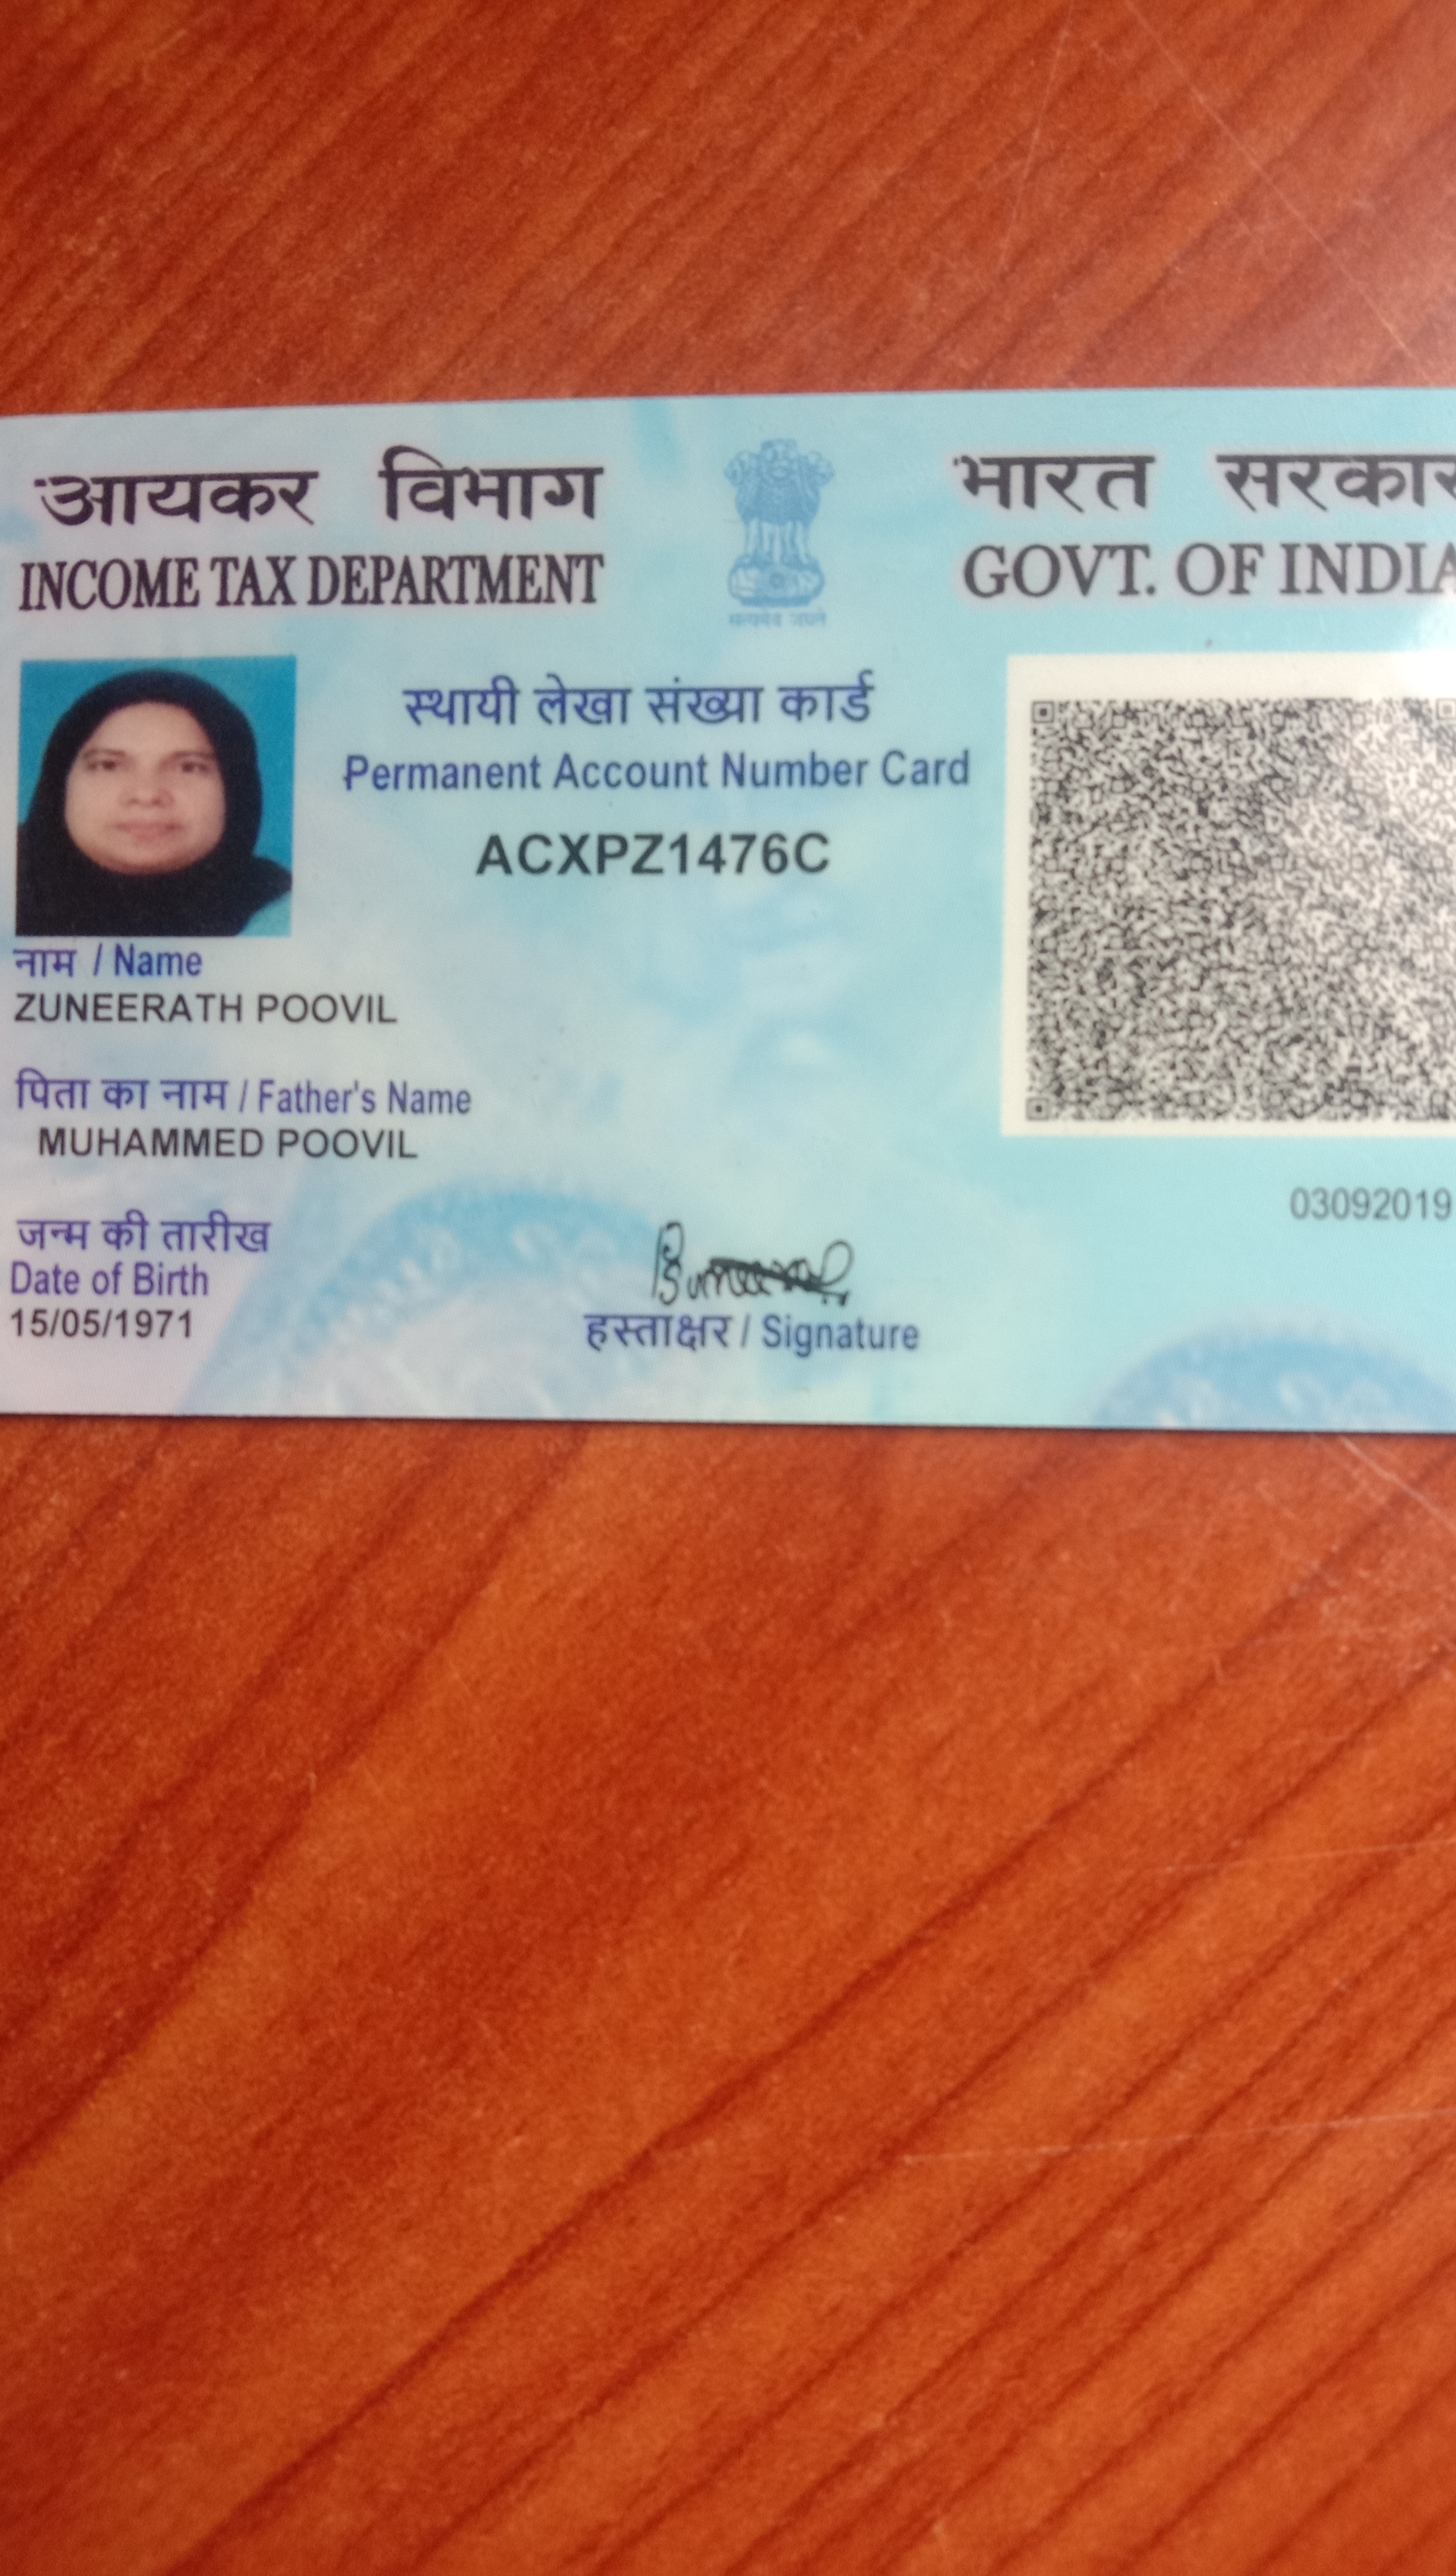 आयकर विभाग
INCOME TAX DEPARTMENT
सत्यमेव जयते
भारत सरकार
GOVT. OF INDIA
स्थायी लेखा संख्या कार्ड
Permanent Account Number Card
ACXPZ1476C
नाम / Name
ZUNEERATH POOVIL
पिता का नाम / Father's Name
MUHAMMED POOVIL
जन्म की तारीख
Date of Birth
15/05/1971
हस्ताक्षर / Signature
03092019